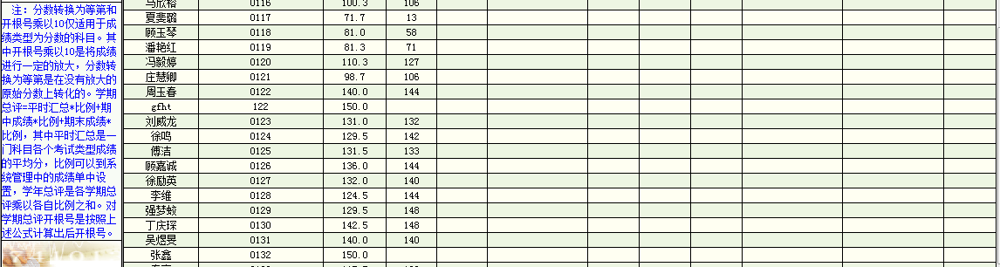 注：分数转换为等第和
开根号乘以10仅适用于成
绩类型为分数的科目。其
中开根号乘以10是将成绩
进行一定的放大，分数转
换为等第是在没有放大的
原始分数上转化的。学期
总评=平时汇总*比例+期
中成绩*比例+期末成绩*
比例，其中平时汇总是一
门科目各个考试类型成绩
的平均分，比例可以到系
统管理中的成绩单中设
置，学年总评是各学期总
评乘以各自比例之和。对
学期总评开根号是按照上
述公式计算出后开根号。
马欣裕 0116 100.3 106
夏斐璐 0117 71.7 13
顾玉琴 0118 81.0 58
潘艳红 0119 81.3 71
冯毅婷 0120 110.3 127
庄慧卿 0121 98.7 106
周玉春 0122 140.0 144
gfht 122 150.0
刘威龙 0123 131.0 132
徐鸣 0124 129.5 142
傅洁 0125 131.5 133
顾嘉诚 0126 136.0 144
徐励英 0127 132.0 140
李维 0128 124.5 144
强梦蛟 0129 129.5 148
丁庆琛 0130 142.5 148
吴煜旻 0131 140.0 140
张鑫 0132 150.0